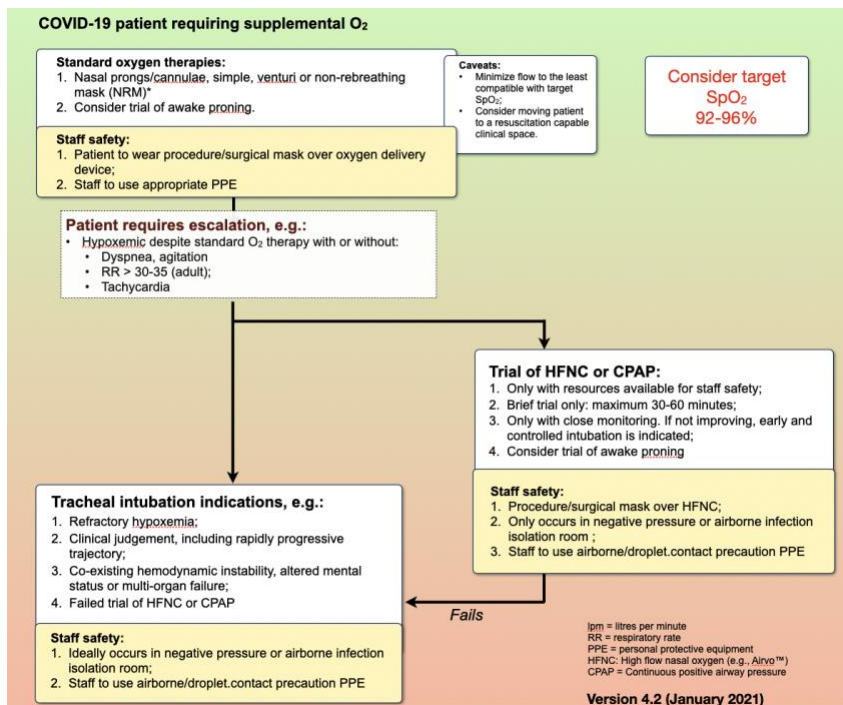 COVID-19 patient requiring supplemental O₂
Standard oxygen therapies:
1. Nasal prongs/cannulae, simple, venturi or non-rebreathing
mask (NRM)*
2. Consider trial of awake proning.
Staff safety:
1. Patient to wear procedure/surgical mask over oxygen delivery
device;
2. Staff to use appropriate PPE
Caveats:
• Minimize flow to the least
compatible with target
SpO₂;
• Consider moving patient
to a resuscitation capable
clinical space.
Consider target
SpO₂
92-96%
Patient requires escalation, e.g.:
• Hypoxemic despite standard O₂ therapy with or without:
• Dyspnea, agitation
• RR > 30-35 (adult);
• Tachycardia
Trial of HFNC or CPAP:
1. Only with resources available for staff safety;
2. Brief trial only: maximum 30-60 minutes;
3. Only with close monitoring. If not improving, early and
controlled intubation is indicated;
4. Consider trial of awake proning
Staff safety:
1. Procedure/surgical mask over HFNC;
2. Only occurs in negative pressure or airborne infection
isolation room ;
3. Staff to use airborne/droplet.contact precaution PPE
Tracheal intubation indications, e.g.:
1. Refractory hypoxemia;
2. Clinical judgement, including rapidly progressive
trajectory;
3. Co-existing hemodynamic instability, altered mental
status or multi-organ failure;
4. Failed trial of HFNC or CPAP
Staff safety:
1. Ideally occurs in negative pressure or airborne infection
isolation room;
2. Staff to use airborne/droplet.contact precaution PPE
Fails
lpm = litres per minute
RR = respiratory rate
PPE = personal protective equipment
HFNC: High flow nasal oxygen (e.g., Airvo™)
CPAP = Continuous positive airway pressure
Version 4.2 (January 2021)